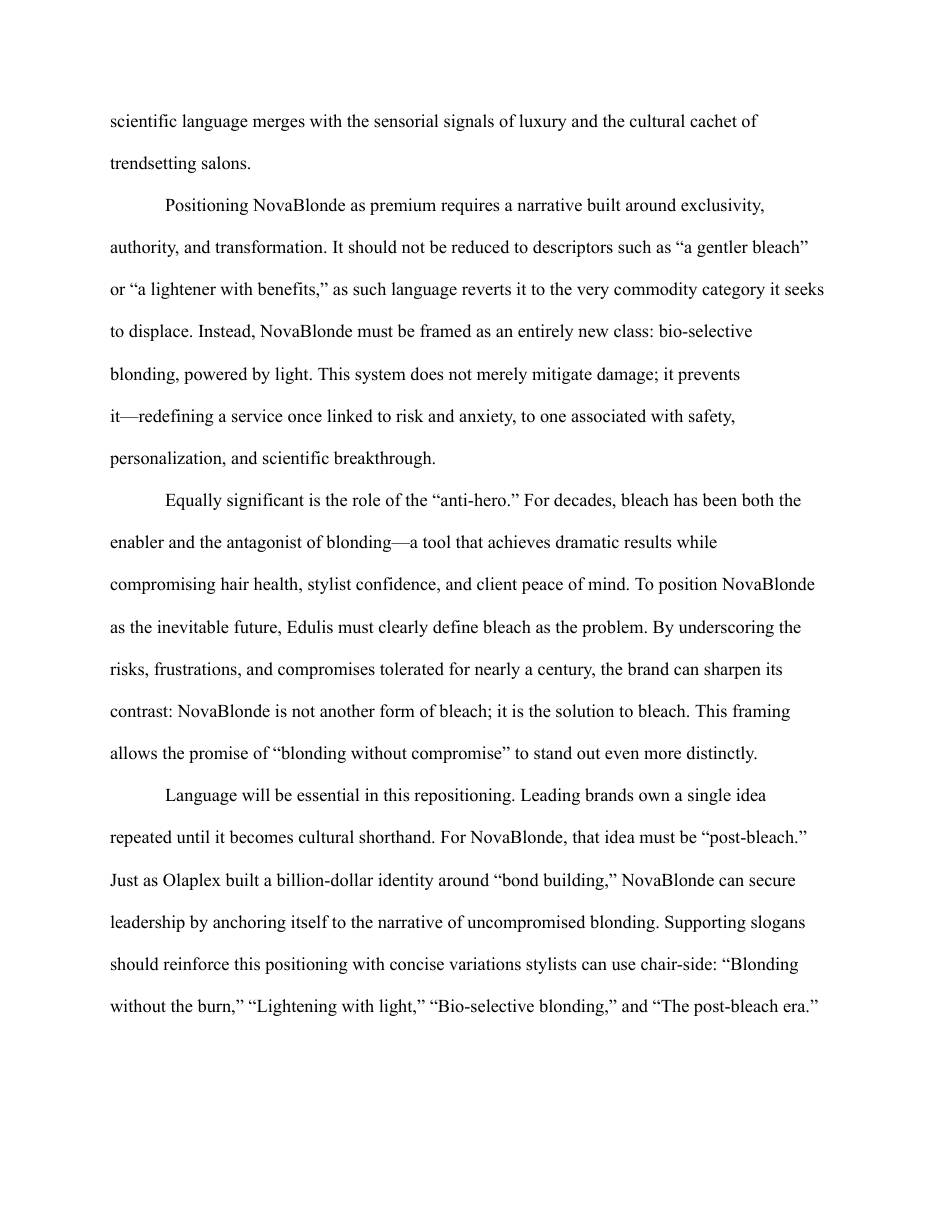 scientific language merges with the sensorial signals of luxury and the cultural cachet of
trendsetting salons.
Positioning NovaBlonde as premium requires a narrative built around exclusivity,
authority, and transformation. It should not be reduced to descriptors such as “a gentler bleach”
or “a lightener with benefits,” as such language reverts it to the very commodity category it seeks
to displace. Instead, NovaBlonde must be framed as an entirely new class: bio-selective
blonding, powered by light. This system does not merely mitigate damage; it prevents
it—redefining a service once linked to risk and anxiety, to one associated with safety,
personalization, and scientific breakthrough.
Equally significant is the role of the “anti-hero.” For decades, bleach has been both the
enabler and the antagonist of blonding—a tool that achieves dramatic results while
compromising hair health, stylist confidence, and client peace of mind. To position NovaBlonde
as the inevitable future, Edulis must clearly define bleach as the problem. By underscoring the
risks, frustrations, and compromises tolerated for nearly a century, the brand can sharpen its
contrast: NovaBlonde is not another form of bleach; it is the solution to bleach. This framing
allows the promise of “blonding without compromise” to stand out even more distinctly.
Language will be essential in this repositioning. Leading brands own a single idea
repeated until it becomes cultural shorthand. For NovaBlonde, that idea must be “post-bleach.”
Just as Olaplex built a billion-dollar identity around “bond building,” NovaBlonde can secure
leadership by anchoring itself to the narrative of uncompromised blonding. Supporting slogans
should reinforce this positioning with concise variations stylists can use chair-side: “Blonding
without the burn,” “Lightening with light,” “Bio-selective blonding,” and “The post-bleach era.”